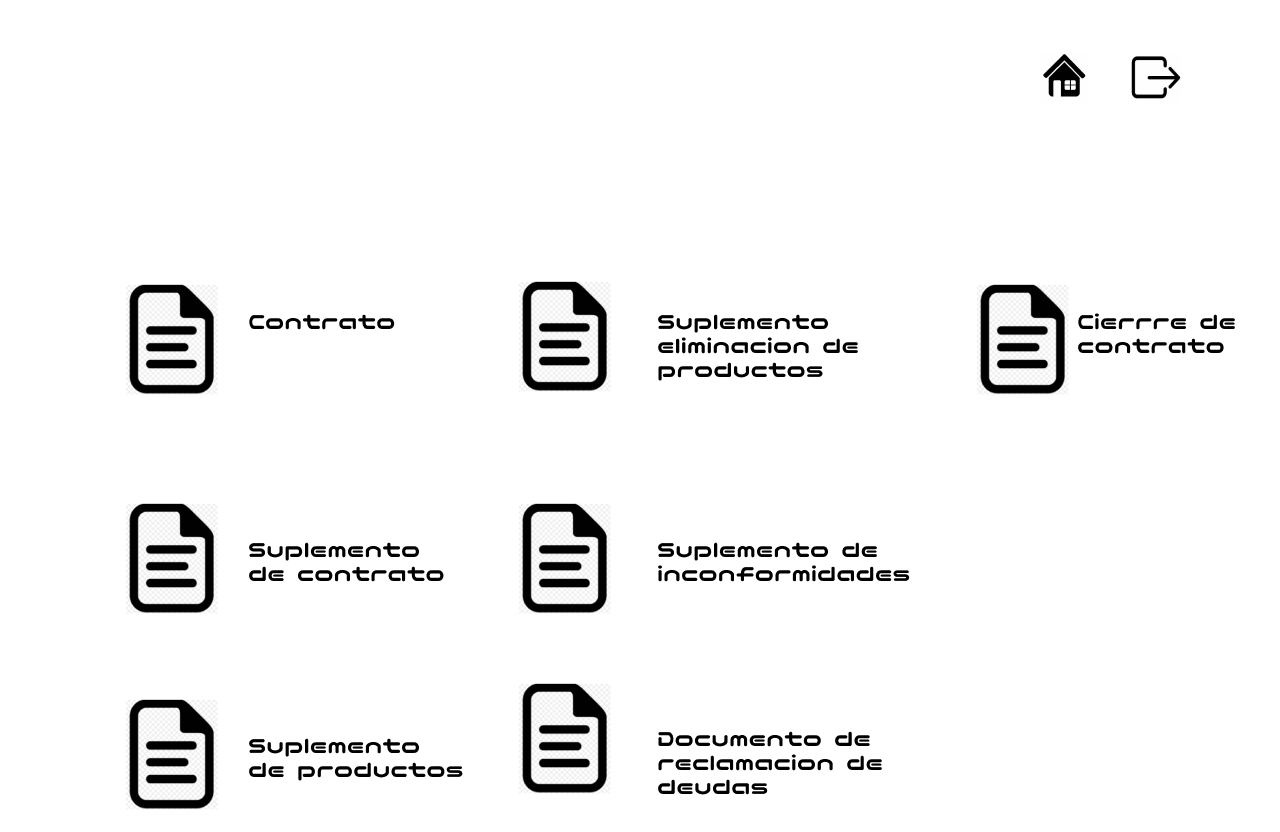 Contrato
Suplemento
eliminacion de
productos
Cierrre de
contrato
Suplemento
de contrato
Suplemento de
inconformidades
Suplemento
de productos
Documento de
reclamacion de
deudas